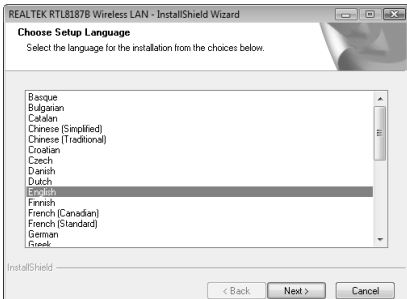 REALTEK RTL8187B Wireless LAN - InstallShield Wizard
Choose Setup Language
Select the language for the installation from the choices below.
Basque
Bulgarian
Catalan
Chinese (Simplified)
Chinese (Traditional)
Croatian
Czech
Danish
Dutch
English
Finnish
French (Canadian)
French (Standard)
German
Greek
InstallShield
< Back Next > Cancel